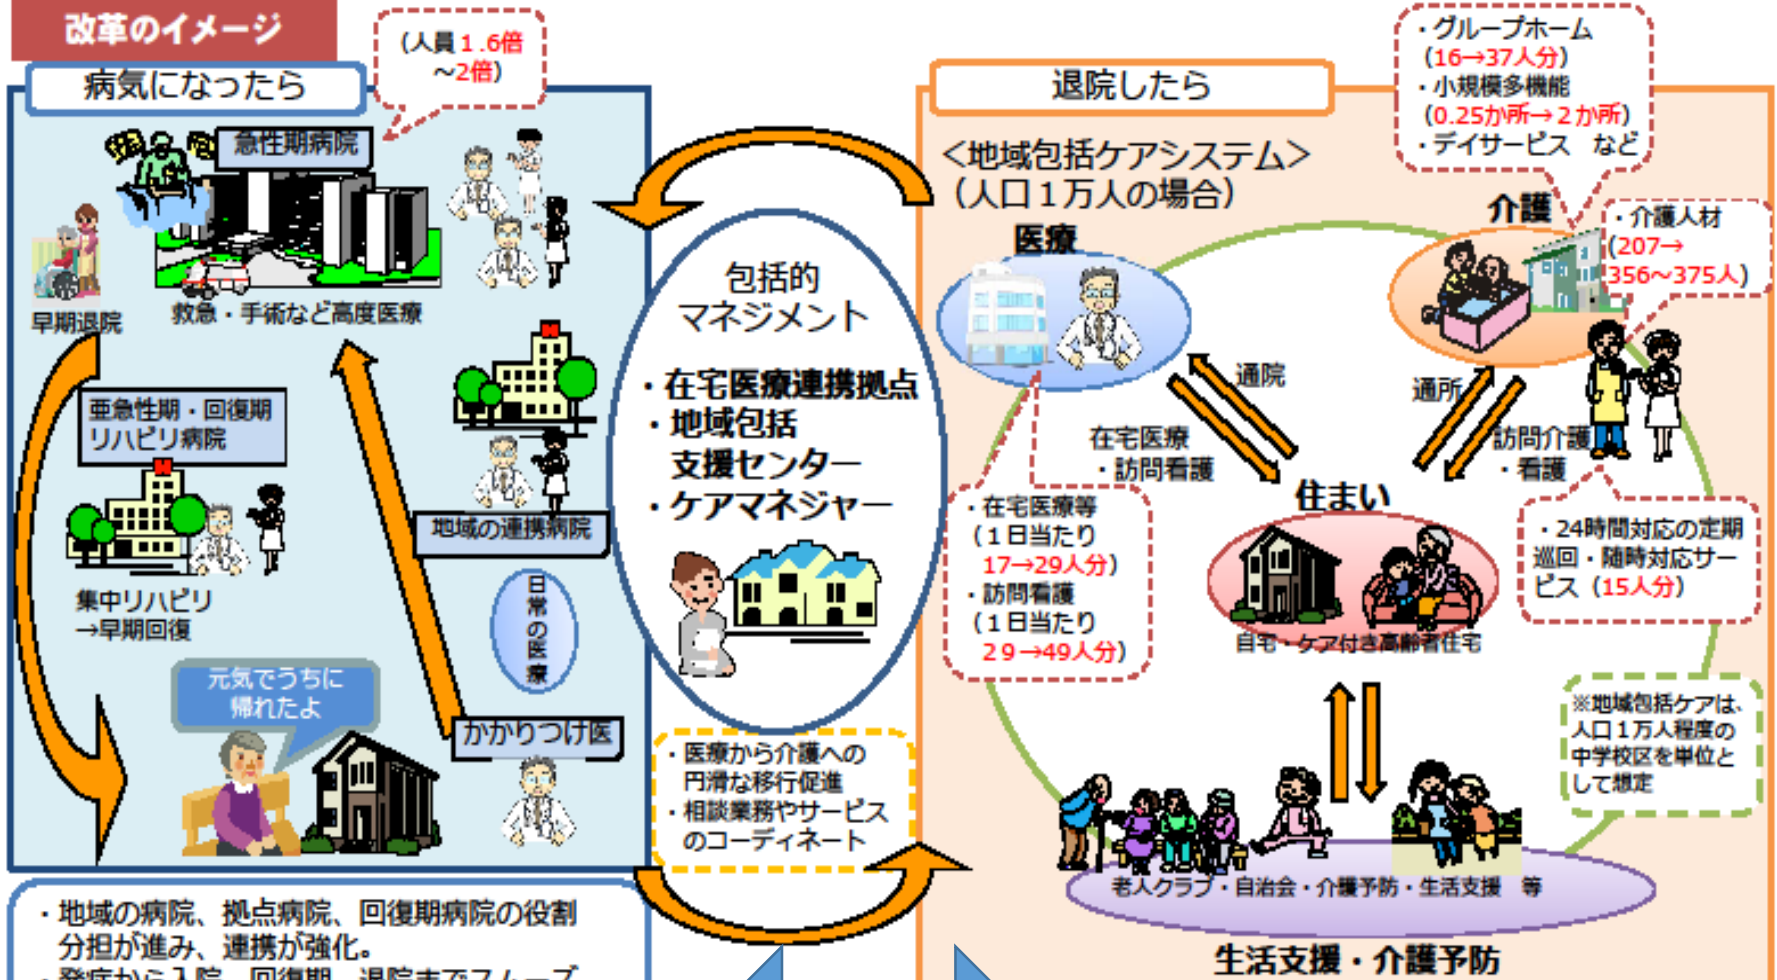 改革のイメージ
病気になったら
(人員1.6倍
～2倍)
急性期病院
救急・手術など高度医療
早期退院
亜急性期・回復期
リハビリ病院
集中リハビリ
→早期回復
地域の連携病院
日常の医療
元気でうちに
帰れたよ
かかりつけ医
・地域の病院、拠点病院、回復期病院の役割
分担が進み、連携が強化。
・発症から入院、回復期、退院までスムーズ
包括的
マネジメント
・在宅医療連携拠点
・地域包括
支援センター
・ケアマネジャー
・医療から介護への
円滑な移行促進
・相談業務やサービス
のコーディネート
退院したら
＜地域包括ケアシステム＞
（人口１万人の場合）
医療
介護
・グループホーム
(16→37人分)
・小規模多機能
(0.25か所→２か所)
・デイサービス など
・介護人材
(207→
356～375人)
通院
在宅医療
・訪問看護
通所
訪問介護
・看護
・在宅医療等
(１日当たり
17→29人分)
・訪問看護
(１日当たり
29→49人分)
住まい
自宅・ケア付き高齢者住宅
・24時間対応の定期
巡回・随時対応サー
ビス（15人分）
※地域包括ケアは、
人口１万人程度の
中学校区を単位と
して想定
老人クラブ・自治会・介護予防・生活支援 等
生活支援・介護予防